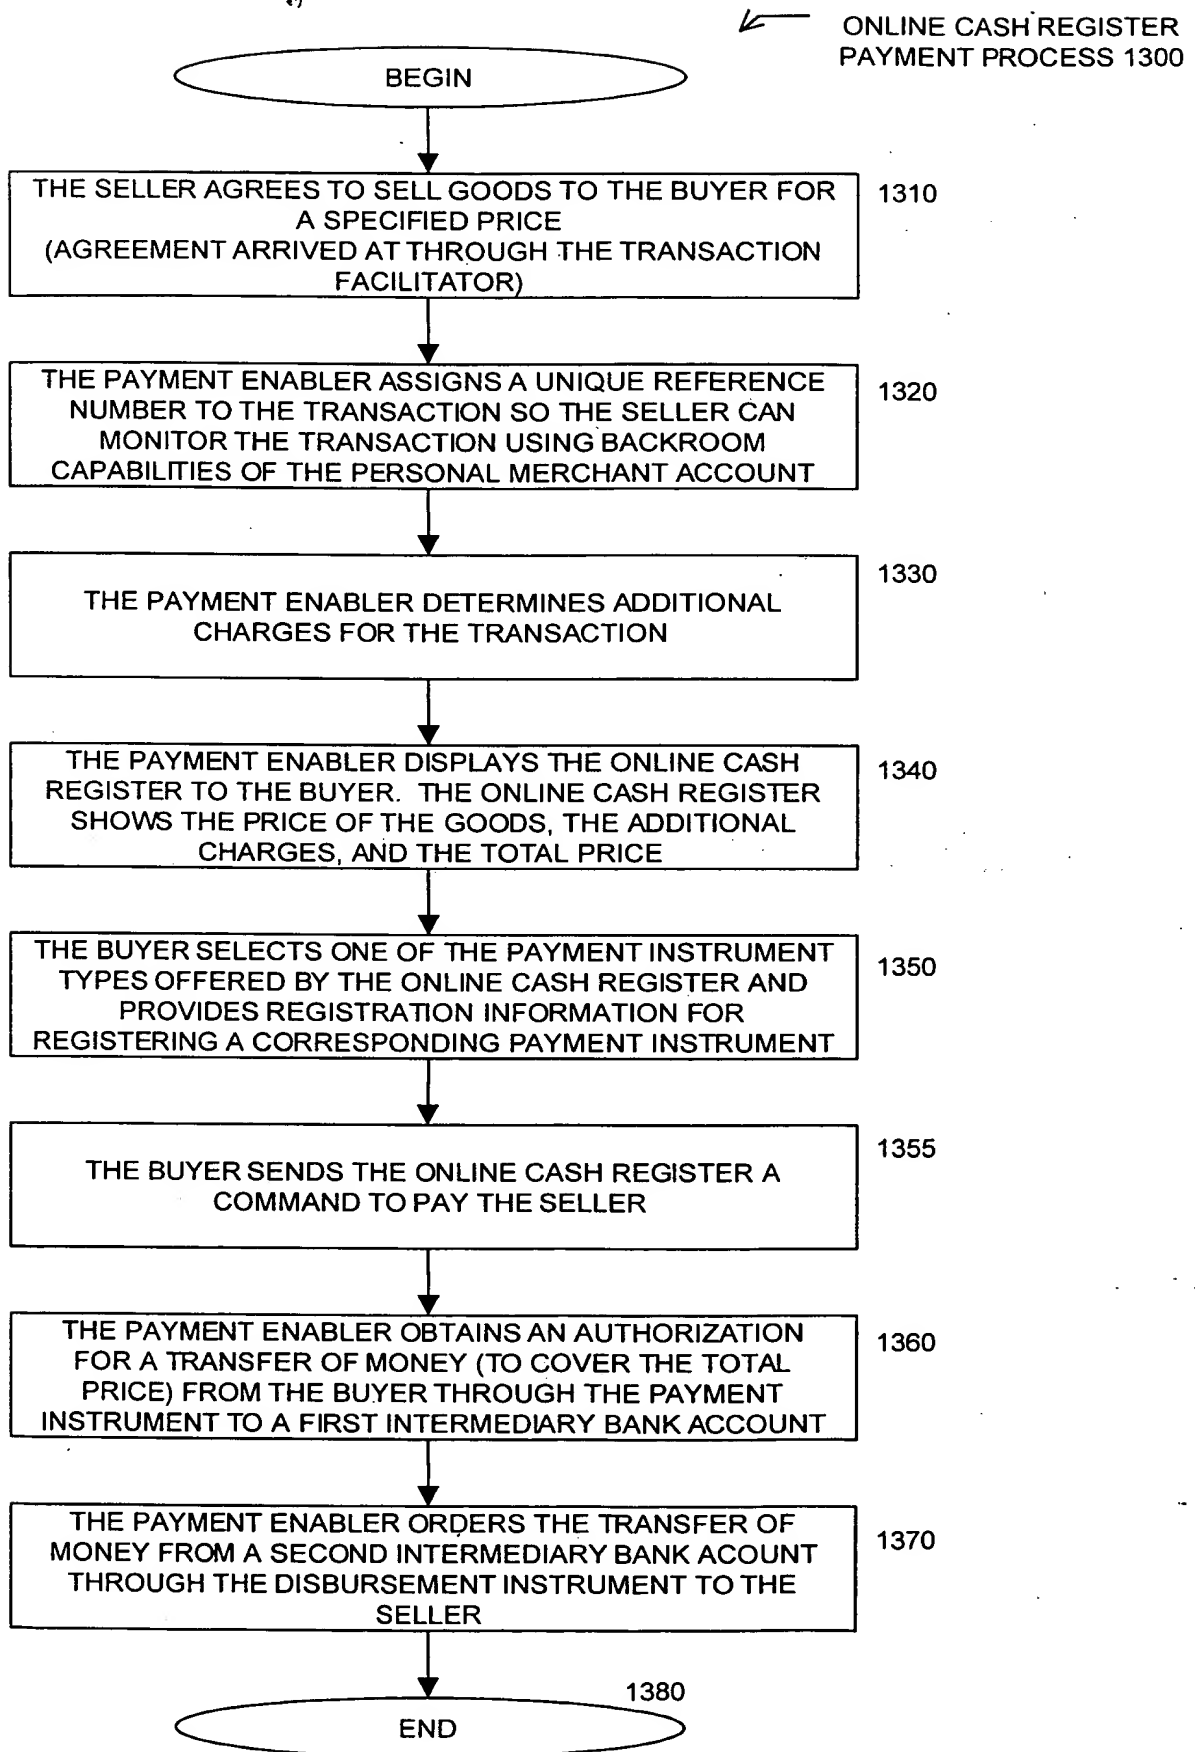 ONLINE CASH REGISTER
PAYMENT PROCESS 1300
BEGIN
THE SELLER AGREES TO SELL GOODS TO THE BUYER FOR
A SPECIFIED PRICE
(AGREEMENT ARRIVED AT THROUGH THE TRANSACTION
FACILITATOR)
1310
THE PAYMENT ENABLER ASSIGNS A UNIQUE REFERENCE
NUMBER TO THE TRANSACTION SO THE SELLER CAN
MONITOR THE TRANSACTION USING BACKROOM
CAPABILITIES OF THE PERSONAL MERCHANT ACCOUNT
1320
THE PAYMENT ENABLER DETERMINES ADDITIONAL
CHARGES FOR THE TRANSACTION
1330
THE PAYMENT ENABLER DISPLAYS THE ONLINE CASH
REGISTER TO THE BUYER. THE ONLINE CASH REGISTER
SHOWS THE PRICE OF THE GOODS, THE ADDITIONAL
CHARGES, AND THE TOTAL PRICE
1340
THE BUYER SELECTS ONE OF THE PAYMENT INSTRUMENT
TYPES OFFERED BY THE ONLINE CASH REGISTER AND
PROVIDES REGISTRATION INFORMATION FOR
REGISTERING A CORRESPONDING PAYMENT INSTRUMENT
1350
THE BUYER SENDS THE ONLINE CASH REGISTER A
COMMAND TO PAY THE SELLER
1355
THE PAYMENT ENABLER OBTAINS AN AUTHORIZATION
FOR A TRANSFER OF MONEY (TO COVER THE TOTAL
PRICE) FROM THE BUYER THROUGH THE PAYMENT
INSTRUMENT TO A FIRST INTERMEDIARY BANK ACCOUNT
1360
THE PAYMENT ENABLER ORDERS THE TRANSFER OF
MONEY FROM A SECOND INTERMEDIARY BANK ACOUNT
THROUGH THE DISBURSEMENT INSTRUMENT TO THE
SELLER
1370
1380
END